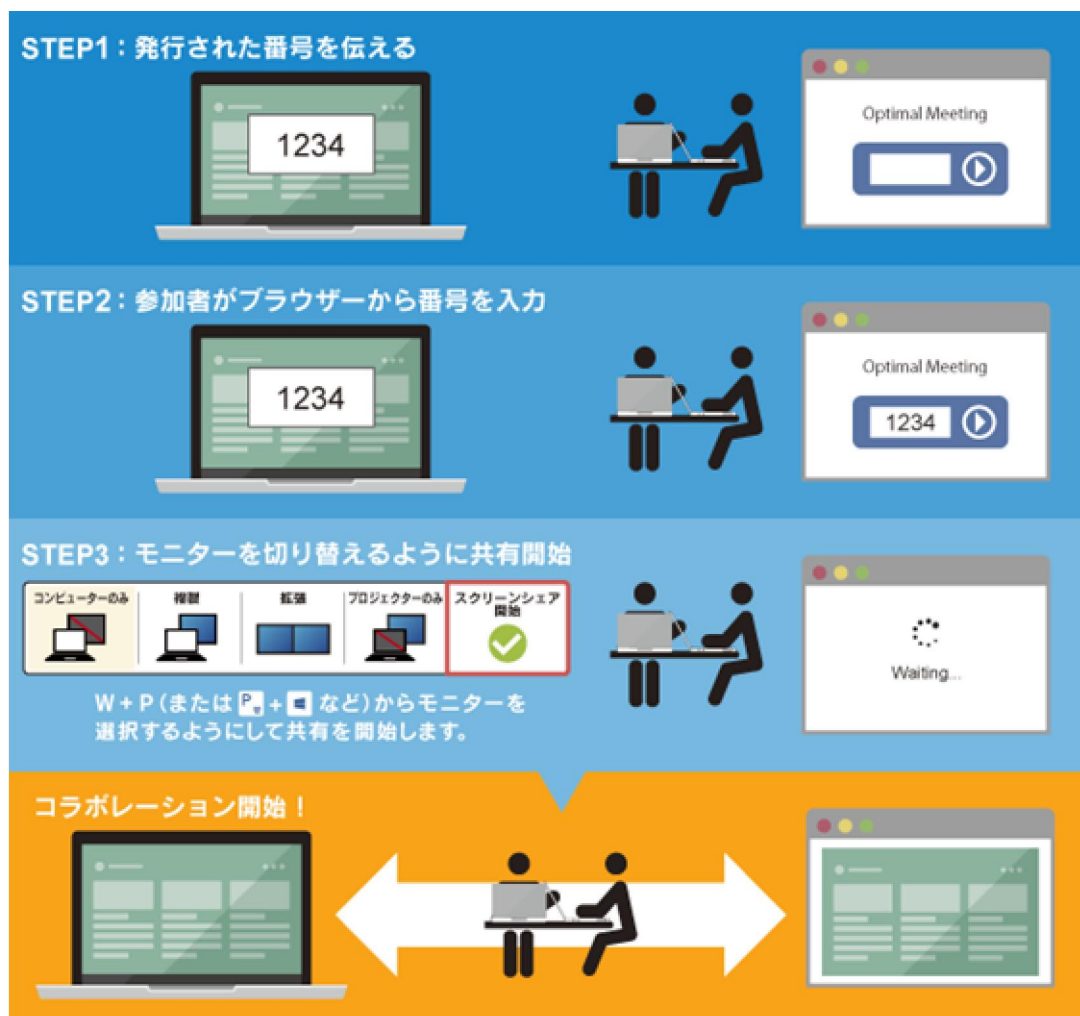 STEP1：発行された番号を伝える
1234
Optimal Meeting
STEP2：参加者がブラウザーから番号を入力
1234
Optimal Meeting
1234
STEP3：モニターを切り替えるように共有開始
コンピューターのみ
複製
拡張
プロジェクターのみ
スクリーンシェア
開始
Waiting...
W + P（または P + など）からモニターを
選択するようにして共有を開始します。
コラボレーション開始！